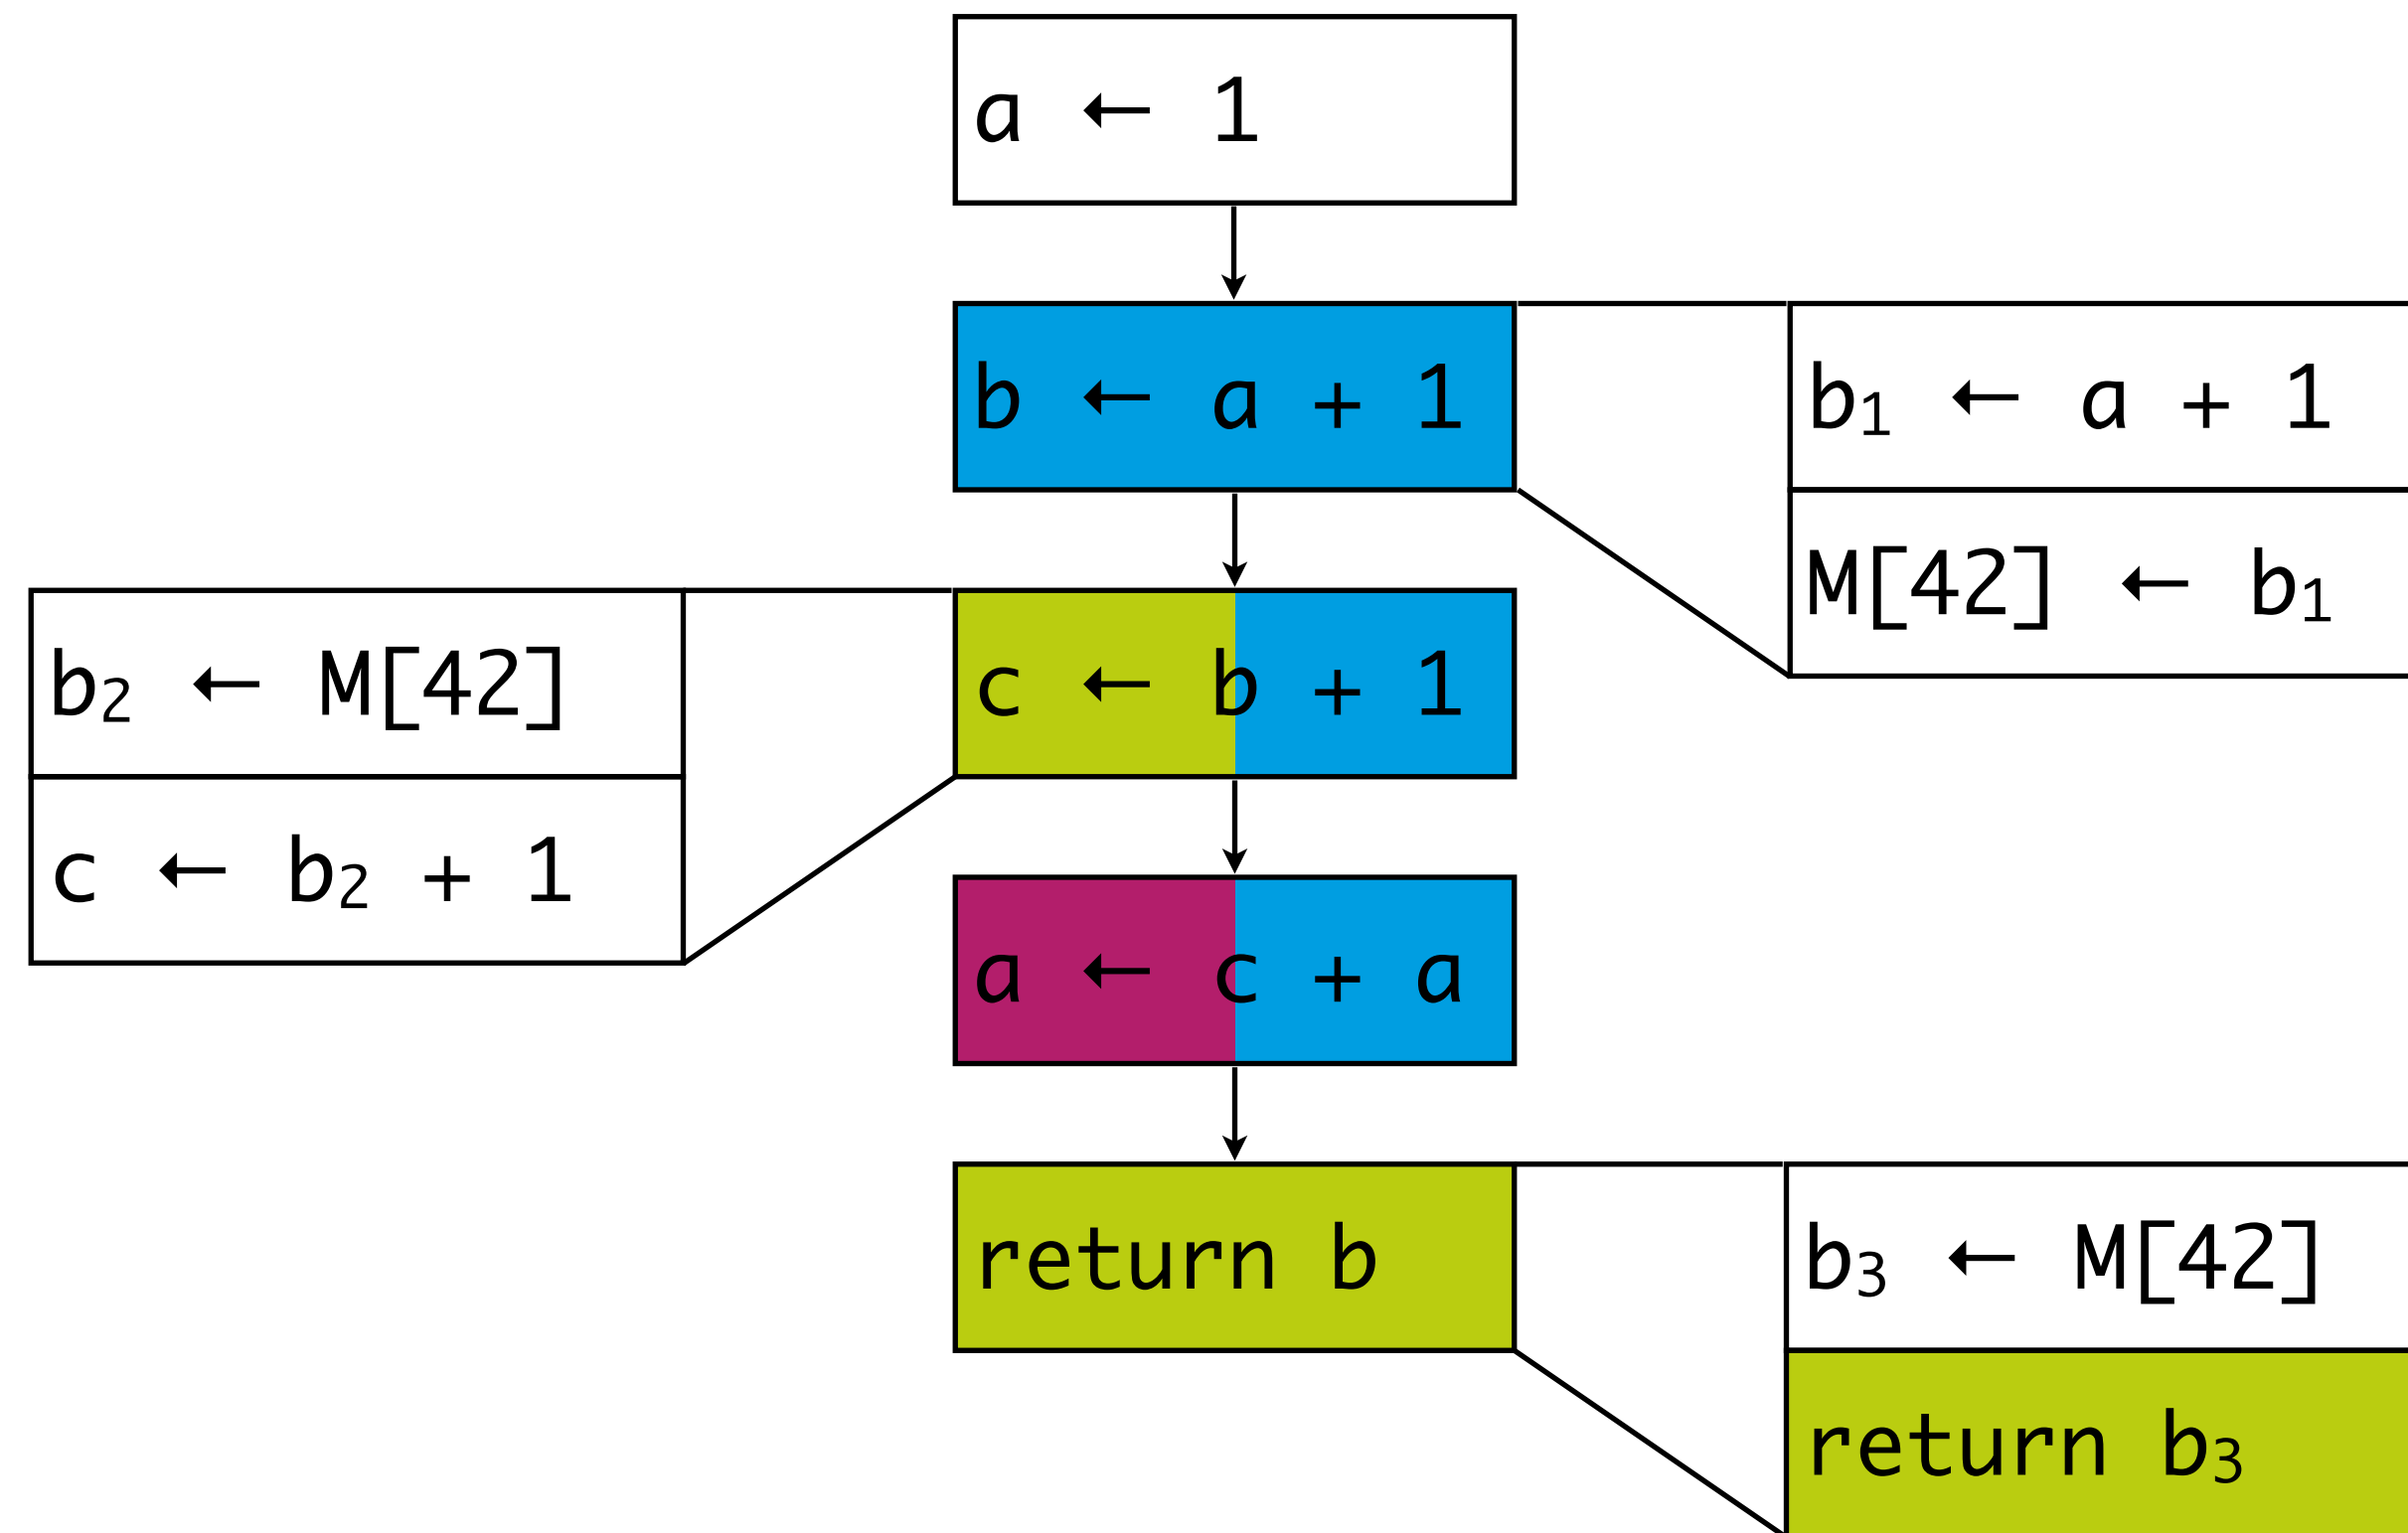 a ← 1
b ← a + 1
b₁ ← a + 1
M[42] ← b₁
c ← b + 1
b₂ ← M[42]
c ← b₂ + 1
a ← c + a
return b
b₃ ← M[42]
return b₃